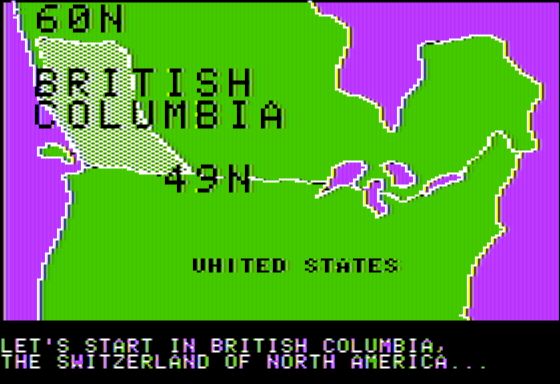 60N
BRITISH
COLUMBIA
49N
UNITED STATES
LET'S START IN BRITISH COLUMBIA,
THE SWITZERLAND OF NORTH AMERICA...